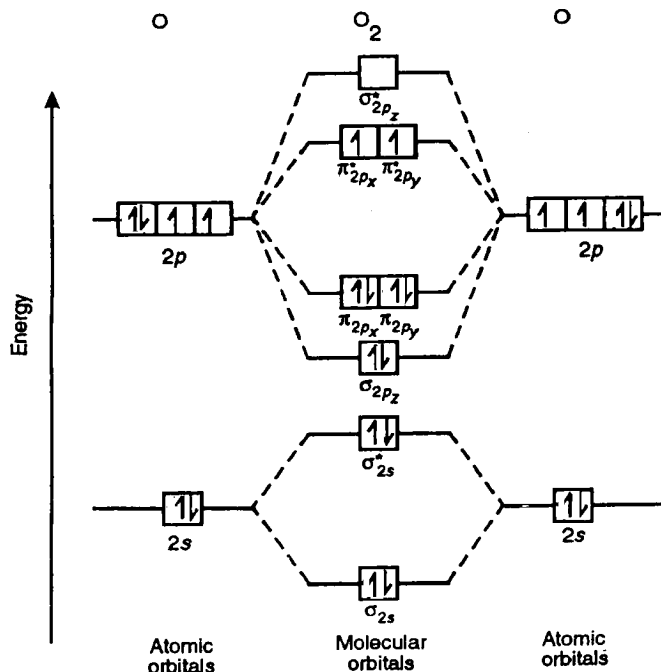 O O₂ O
σ*2pz
π*2px π*2py
2p 2p
π2px π2py
σ2pz
σ*2s
2s 2s
σ2s
Energy
Atomic orbitals
Molecular orbitals
Atomic orbitals